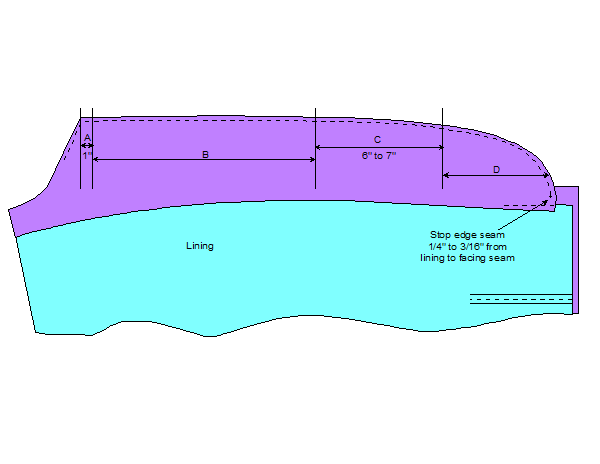 A
1"
B
C
6" to 7"
D
Stop edge seam
1/4" to 3/16" from
lining to facing seam
Lining